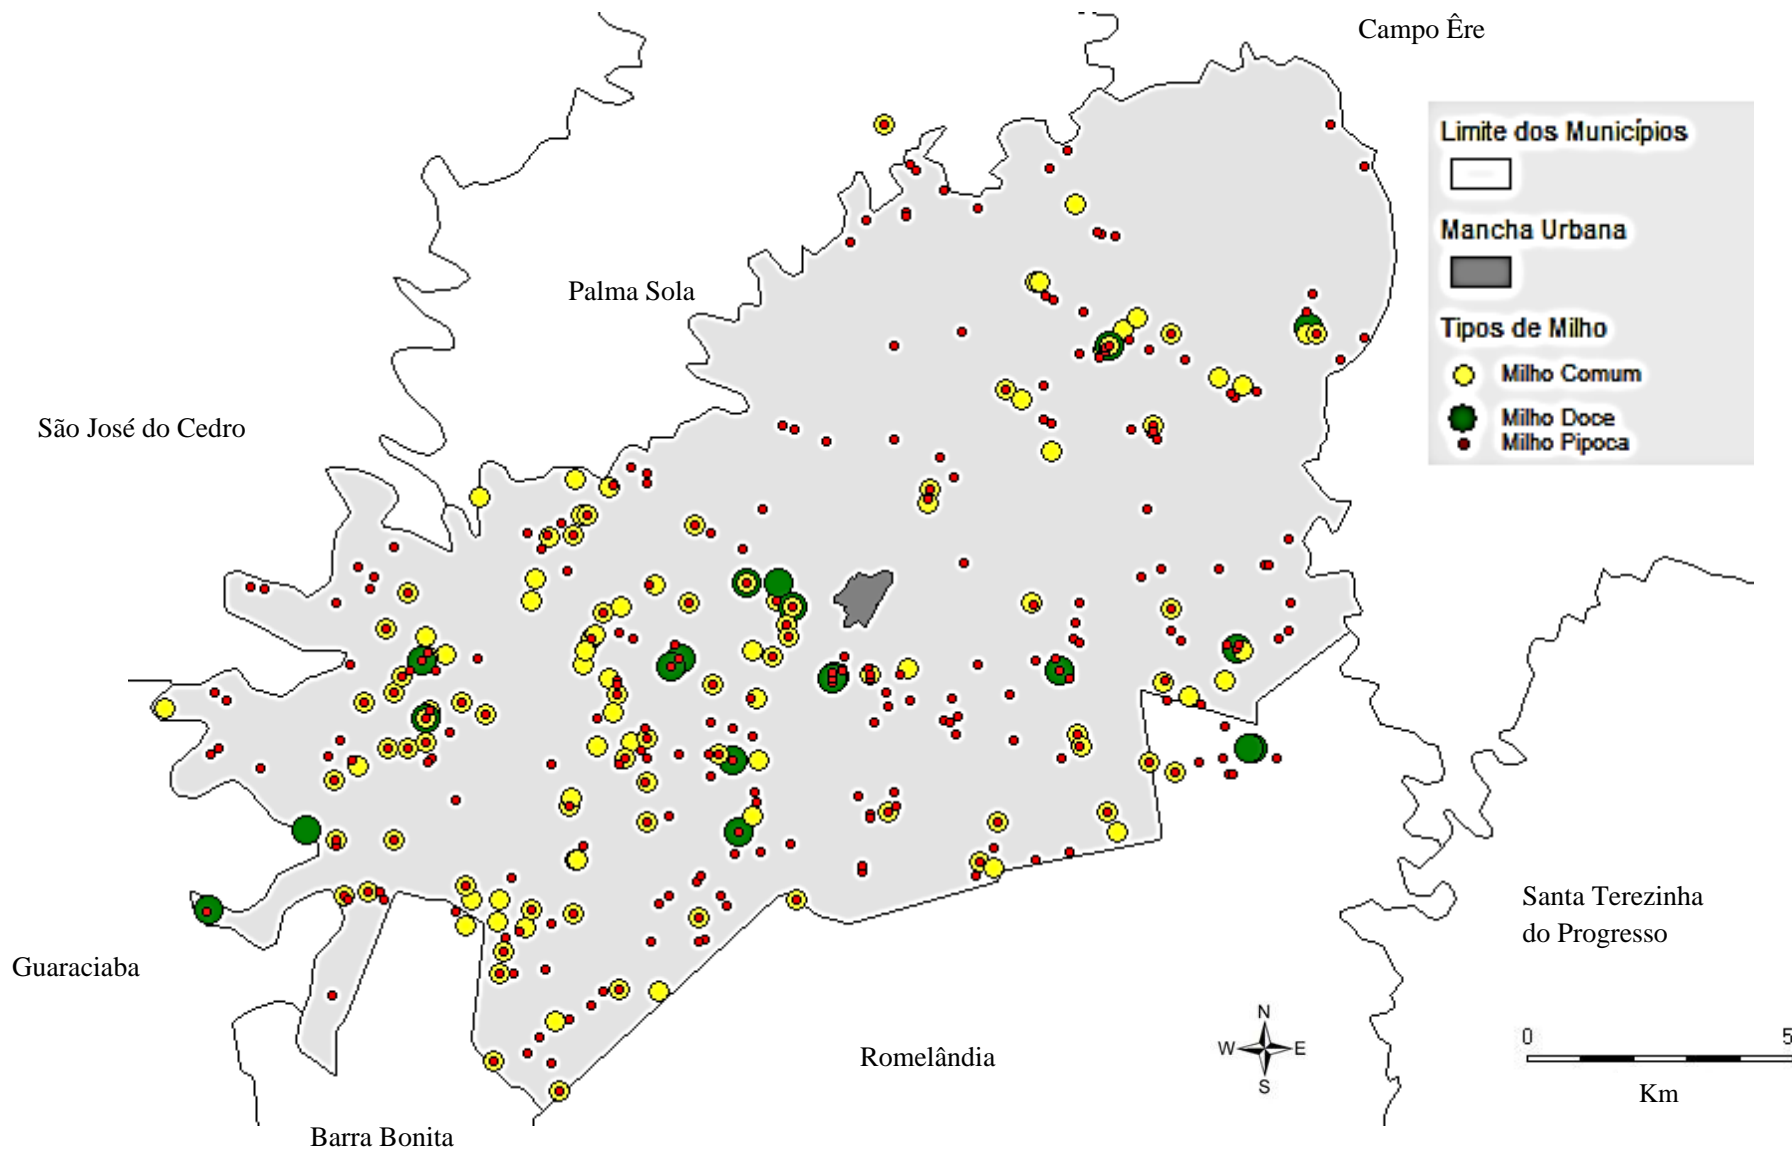 Campo Êre
Limite dos Municípios
Mancha Urbana
Palma Sola
Tipos de Milho
Milho Comum
Milho Doce
Milho Pipoca
São José do Cedro
Santa Terezinha
do Progresso
Guaraciaba
N
W E
S
0 5
Km
Romelândia
Barra Bonita